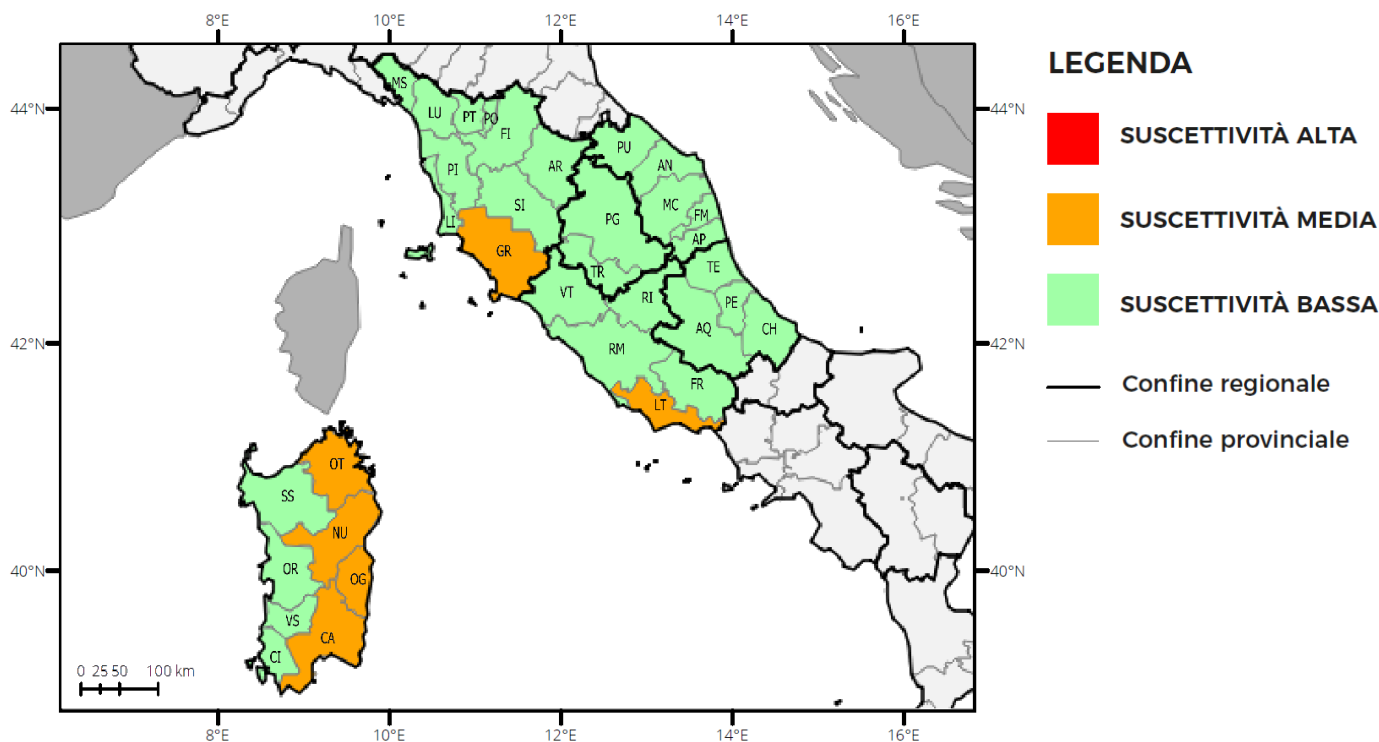 8°E 10°E 12°E 14°E 16°E
44°N 44°N
42°N 42°N
40°N 40°N
MS
LU PT PO
FI
PI AR
SI
LI
GR
PU
AN
MC
FM
AP
PG
TR
TE
VT RI PE
AQ CH
RM
FR
LT
OT
SS
NU
OR
OG
VS
CA
CI
0 25 50 100 km
8°E 10°E 12°E 14°E 16°E
LEGENDA
SUSCETTIVITÀ ALTA
SUSCETTIVITÀ MEDIA
SUSCETTIVITÀ BASSA
Confine regionale
Confine provinciale